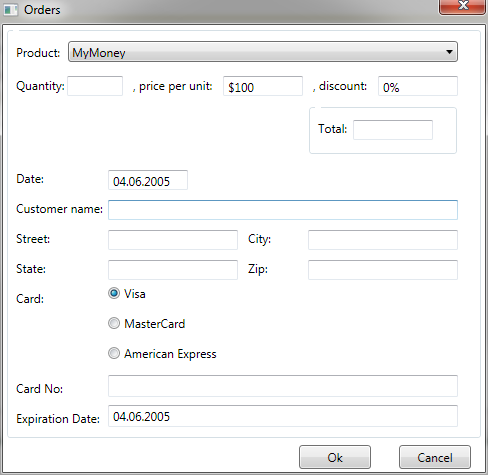 Orders
Product: MyMoney
Quantity: , price per unit: $100 , discount: 0%
Total:
Date: 04.06.2005
Customer name:
Street: City:
State: Zip:
Card: Visa
MasterCard
American Express
Card No:
Expiration Date: 04.06.2005
Ok Cancel